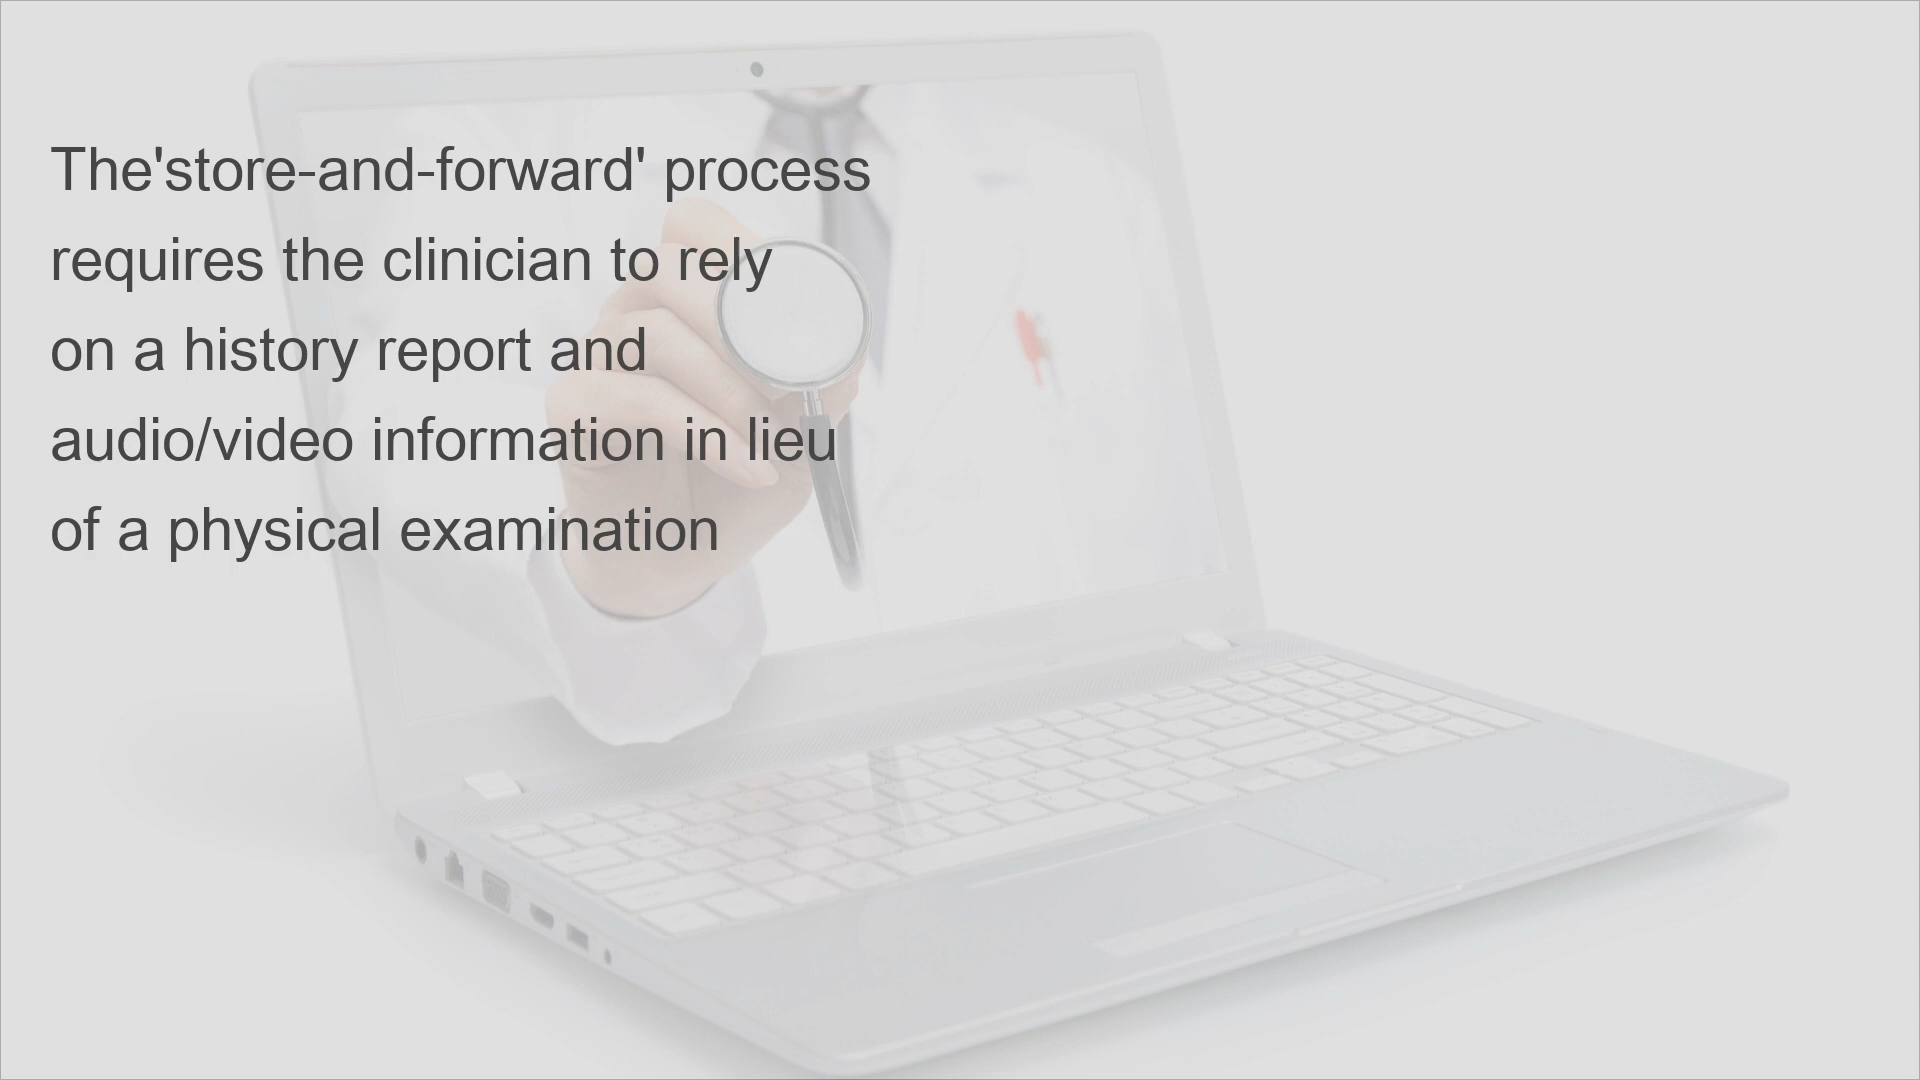 The'store-and-forward' process
requires the clinician to rely
on a history report and
audio/video information in lieu
of a physical examination